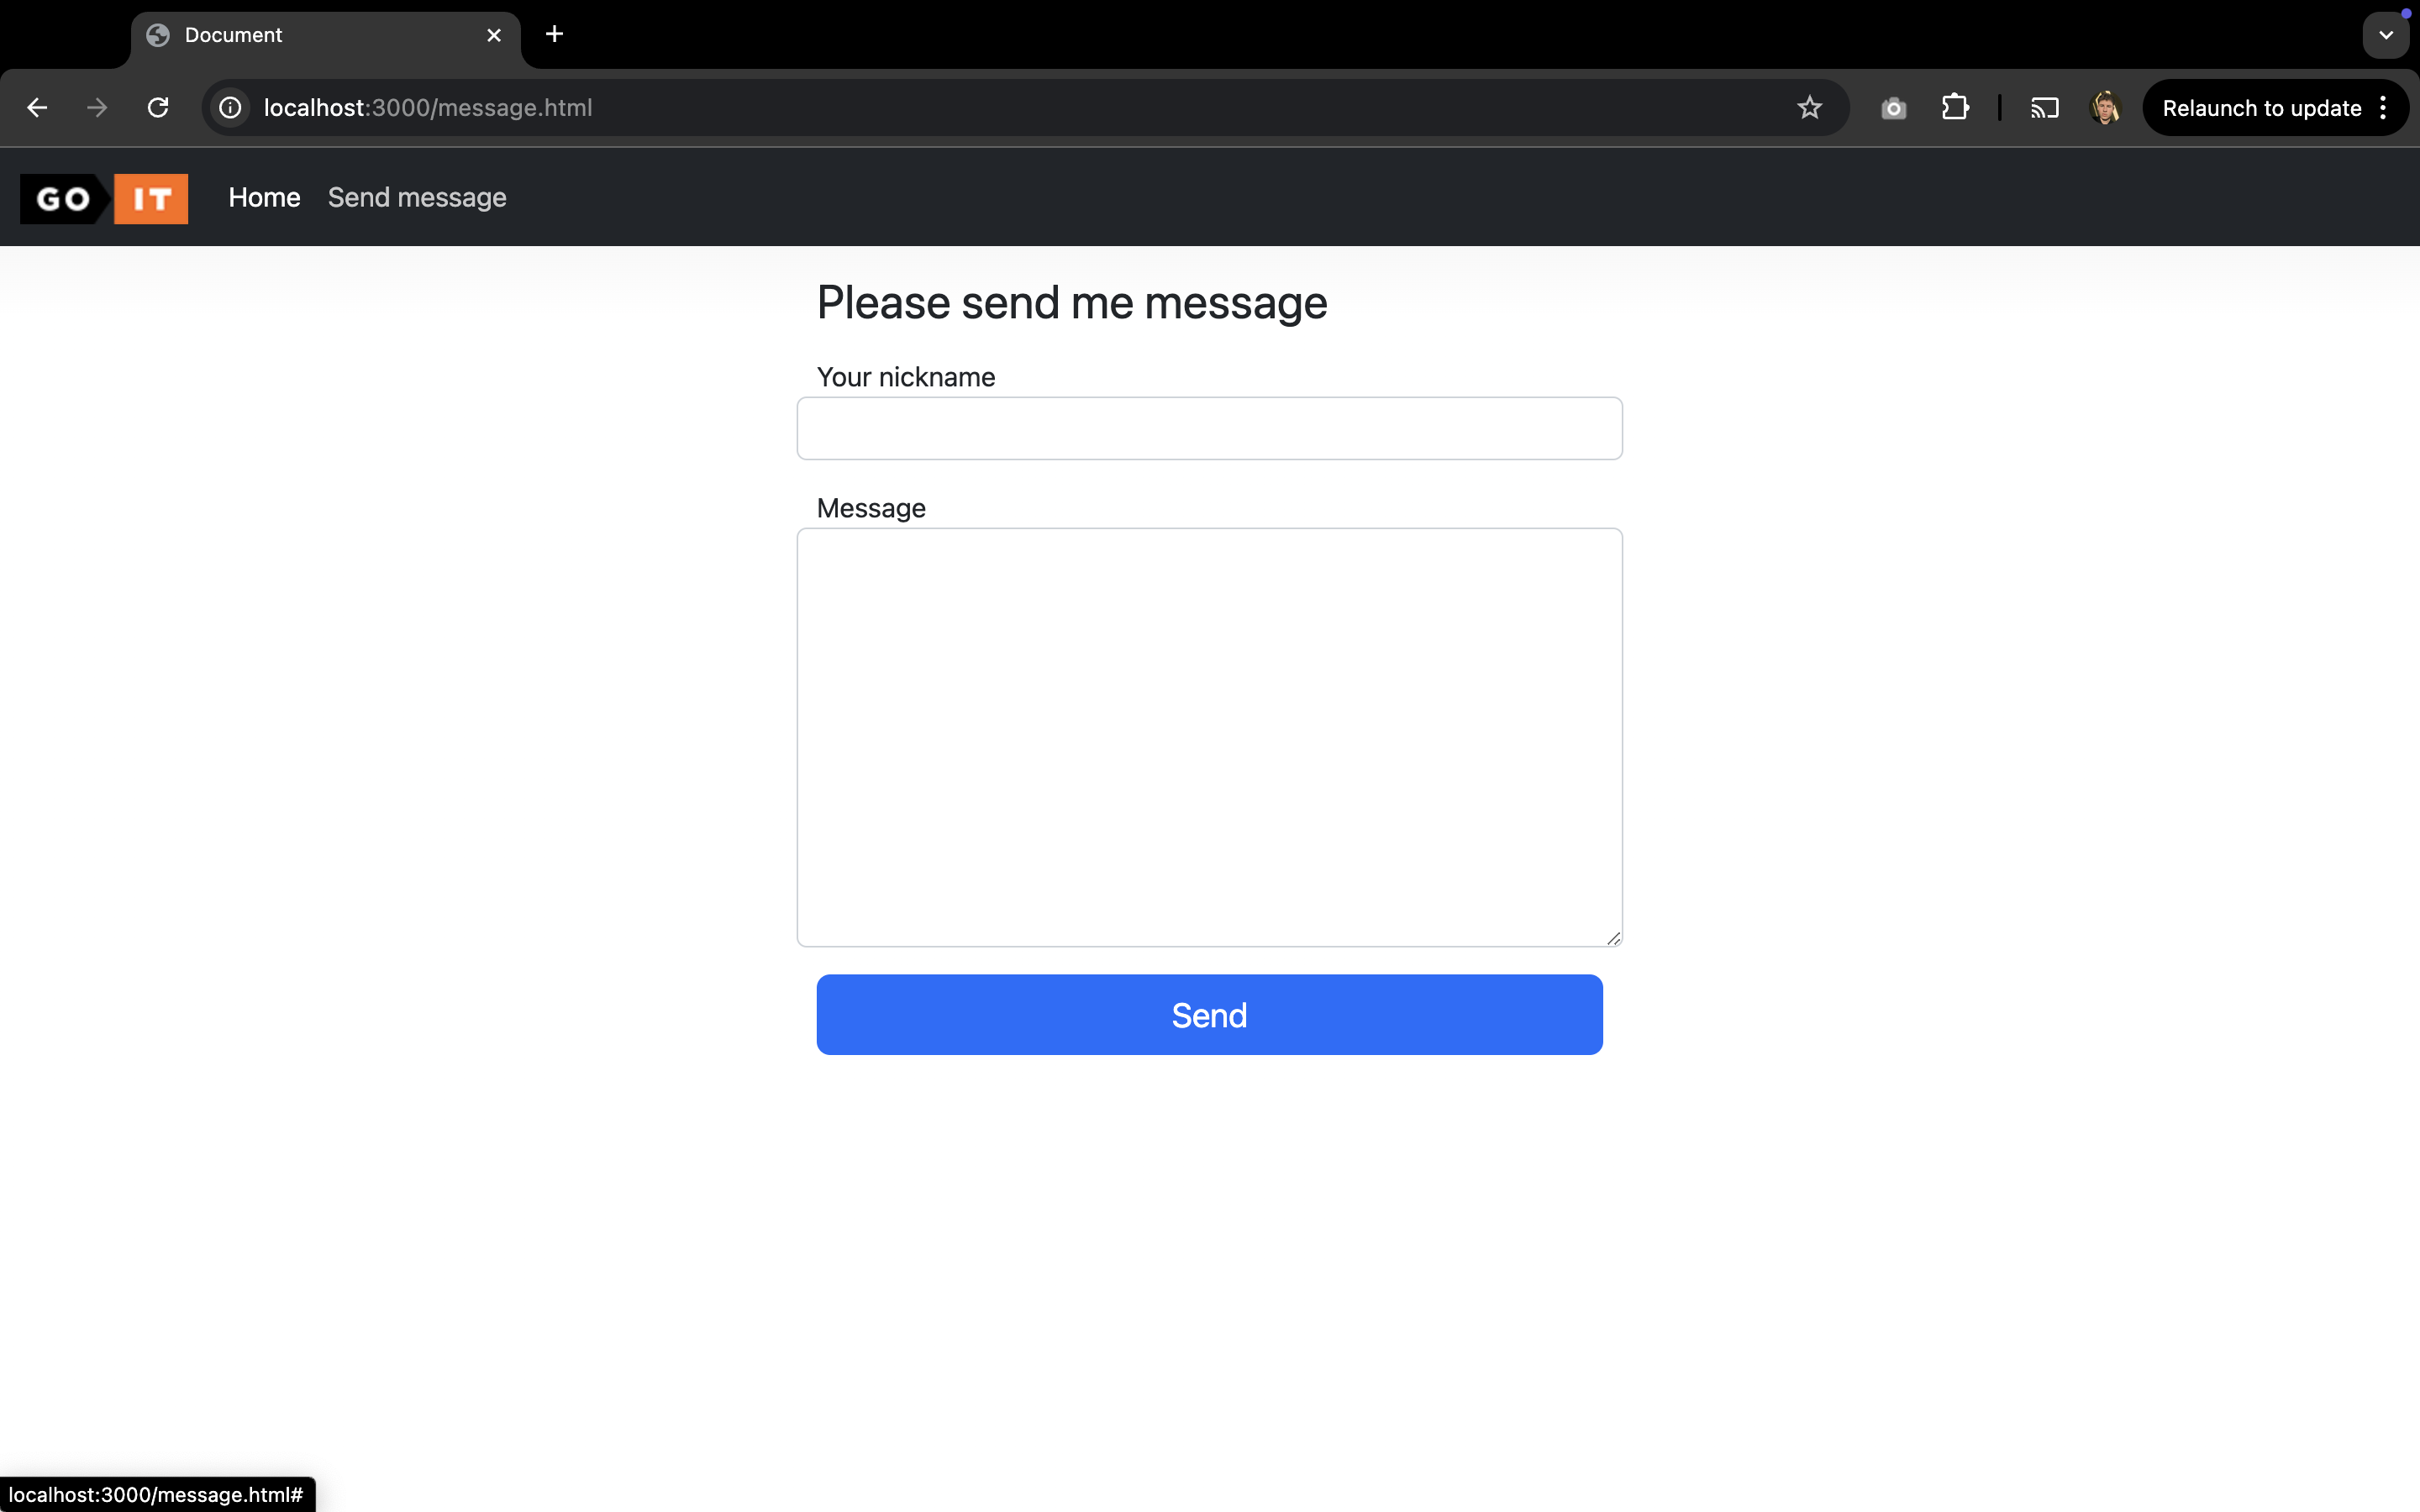 Document
localhost:3000/message.html
Relaunch to update
GO IT Home Send message
Please send me message
Your nickname
Message
Send
localhost:3000/message.html#